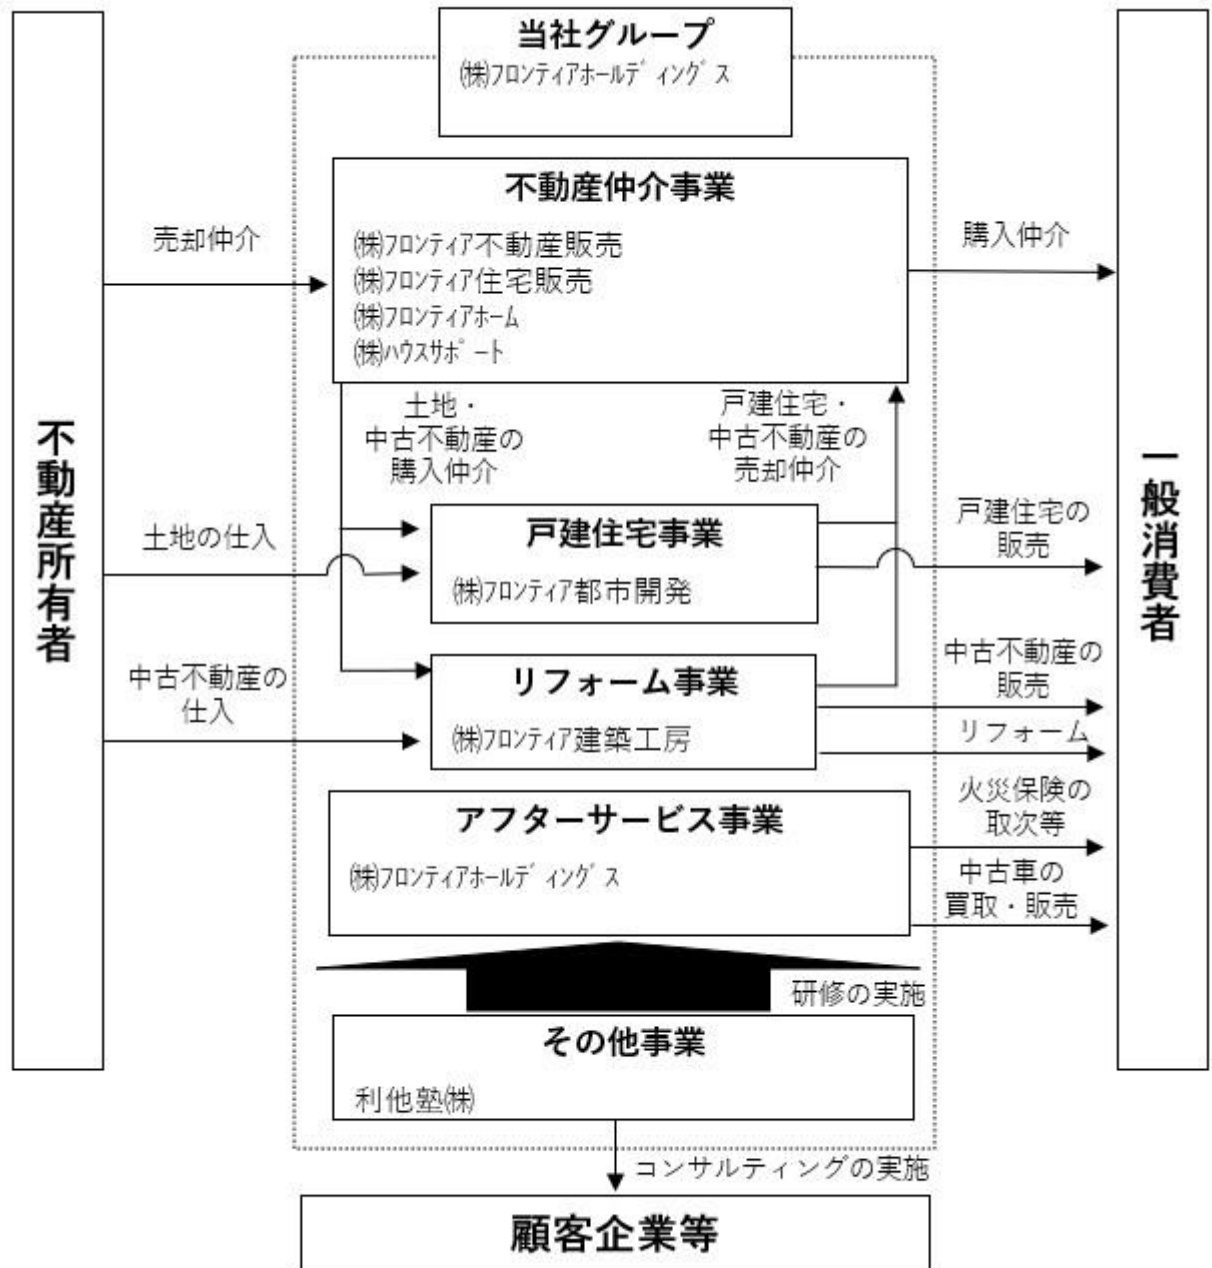 当社グループ
㈱フロンティアホールディングス
不動産仲介事業
㈱フロンティア不動産販売
㈱フロンティア住宅販売
㈱フロンティアホーム
㈱ハウスサポート
売却仲介
購入仲介
土地・
中古不動産の
購入仲介
戸建住宅・
中古不動産の
売却仲介
不動産所有者
一般消費者
土地の仕入
戸建住宅事業
㈱フロンティア都市開発
戸建住宅の
販売
中古不動産の
仕入
リフォーム事業
㈱フロンティア建築工房
中古不動産の
販売
リフォーム
アフターサービス事業
㈱フロンティアホールディングス
火災保険の
取次等
中古車の
買取・販売
研修の実施
その他事業
利他塾㈱
コンサルティングの実施
顧客企業等